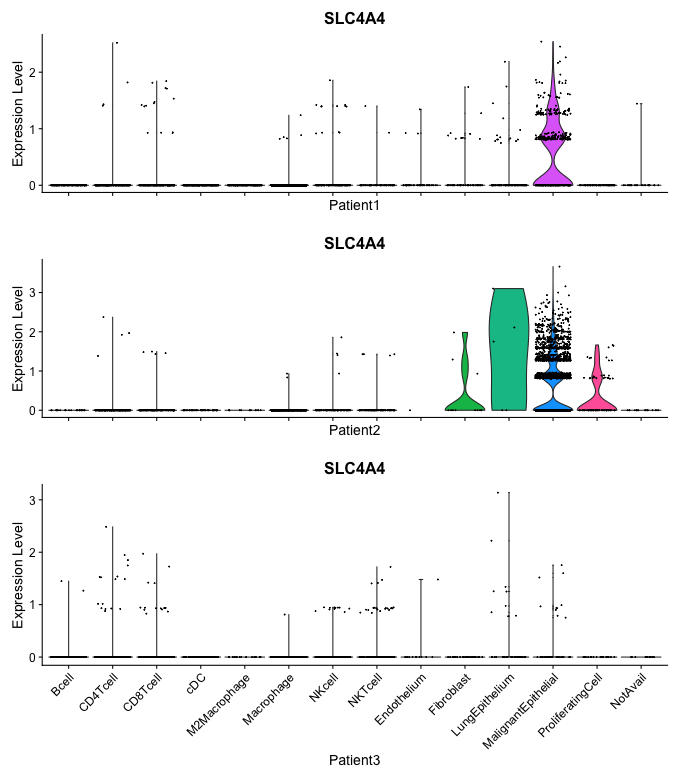 SLC4A4
Expression Level
2
1
0
Patient1
SLC4A4
Expression Level
3
2
1
0
Patient2
SLC4A4
Expression Level
3
2
1
0
Bcell
CD4Tcell
CD8Tcell
cDC
M2Macrophage
Macrophage
NKcell
NKTcell
Endothelium
Fibroblast
LungEpithelium
MalignantEpithelial
ProliferatingCell
NotAvail
Patient3